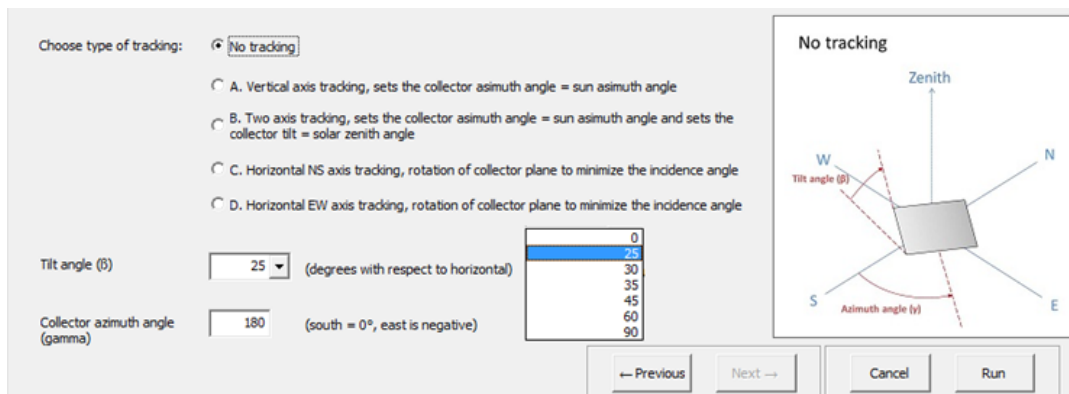 Choose type of tracking:
No tracking
A. Vertical axis tracking, sets the collector asimuth angle = sun asimuth angle
B. Two axis tracking, sets the collector asimuth angle = sun asimuth angle and sets the
collector tilt = solar zenith angle
C. Horizontal NS axis tracking, rotation of collector plane to minimize the incidence angle
D. Horizontal EW axis tracking, rotation of collector plane to minimize the incidence angle
Tilt angle (β)
25
(degrees with respect to horizontal)
0
25
30
35
45
60
90
Collector azimuth angle
(gamma)
180
(south = 0°, east is negative)
No tracking
Zenith
W
N
Tilt angle (β)
S
Azimuth angle (γ)
E
← Previous
Next →
Cancel
Run